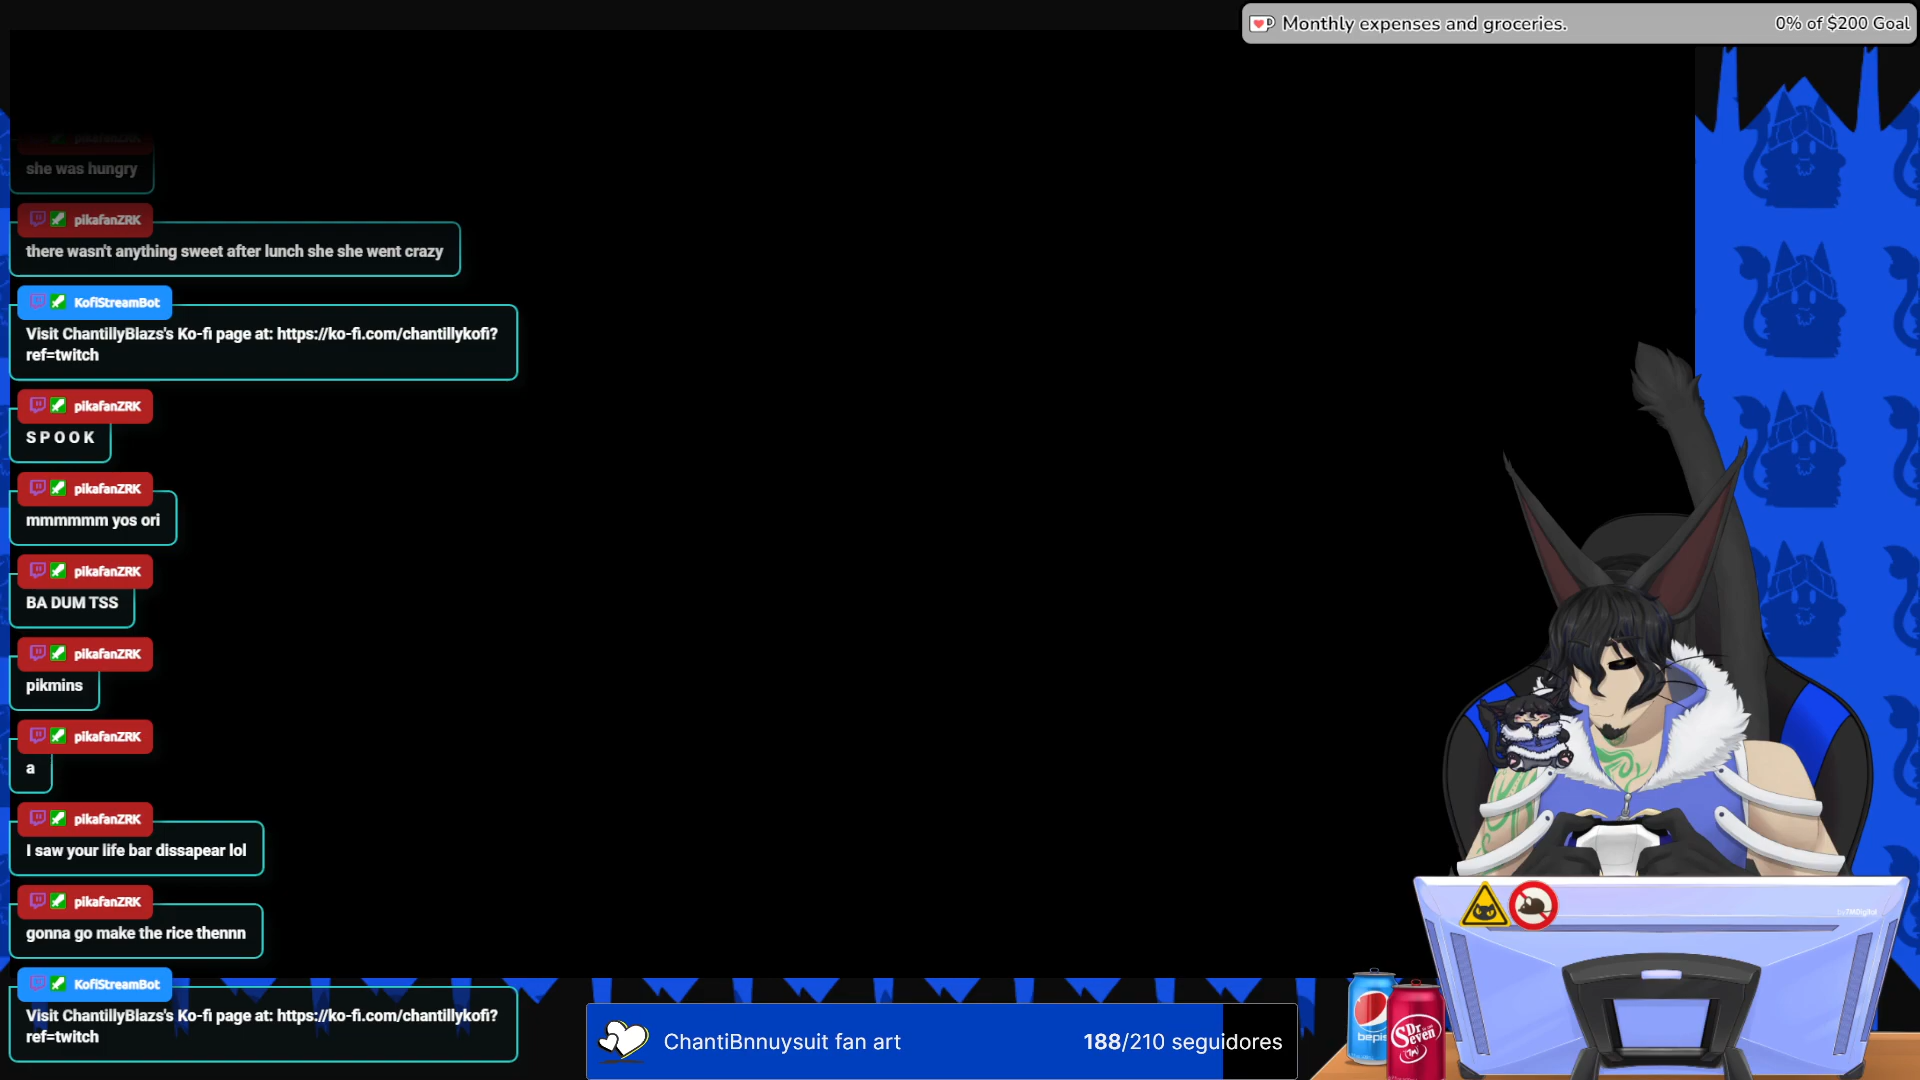 Monthly expenses and groceries.
0% of $200 Goal
pikafanZRK
she was hungry
pikafanZRK
there wasn't anything sweet after lunch she she went crazy
KofiStreamBot
Visit ChantillyBlazs's Ko-fi page at: https://ko-fi.com/chantillykofi?
ref=twitch
pikafanZRK
S P O O K
pikafanZRK
mmmmmm yos ori
pikafanZRK
BA DUM TSS
pikafanZRK
pikmins
pikafanZRK
a
pikafanZRK
I saw your life bar dissapear lol
pikafanZRK
gonna go make the rice thennn
KofiStreamBot
Visit ChantillyBlazs's Ko-fi page at: https://ko-fi.com/chantillykofi?
ref=twitch
ChantiBnnuysuit fan art
188/210 seguidores
bepis
Dr
Seven